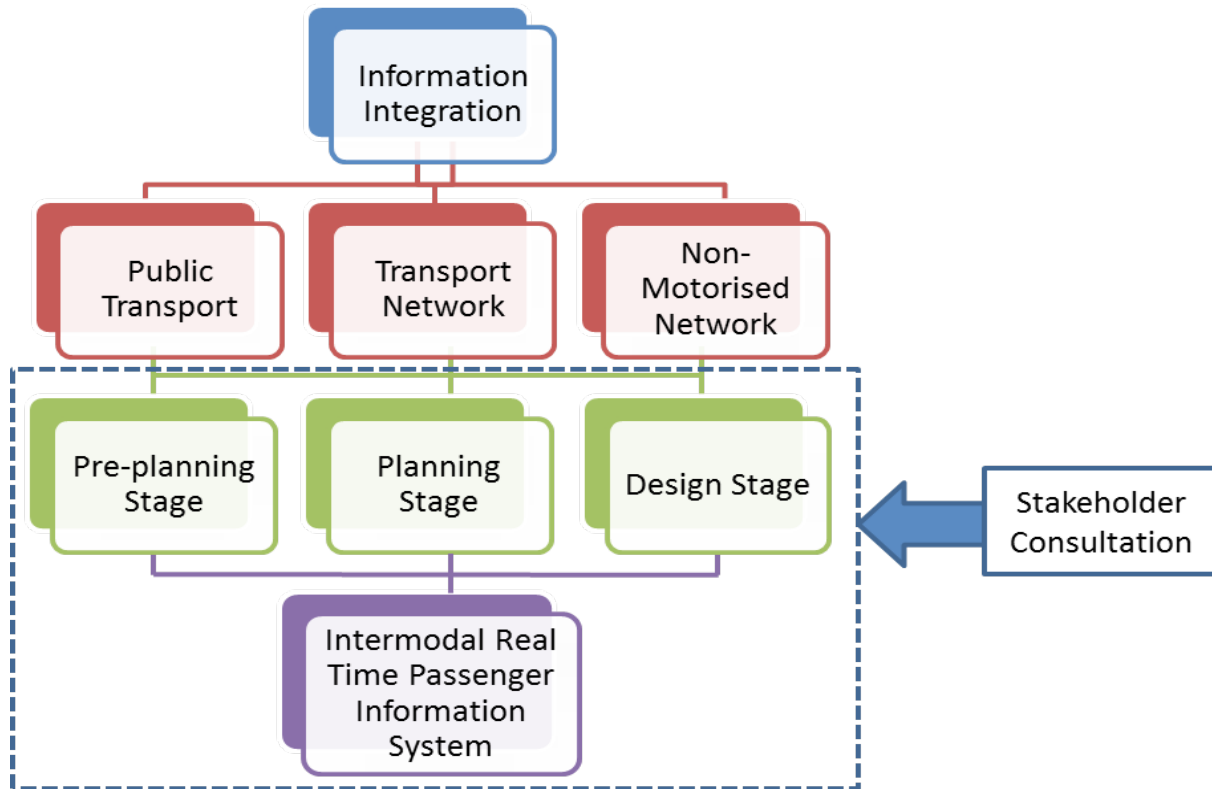 Information
Integration
Public
Transport
Transport
Network
Non-
Motorised
Network
Pre-planning
Stage
Planning
Stage
Design Stage
Stakeholder
Consultation
Intermodal Real
Time Passenger
Information
System